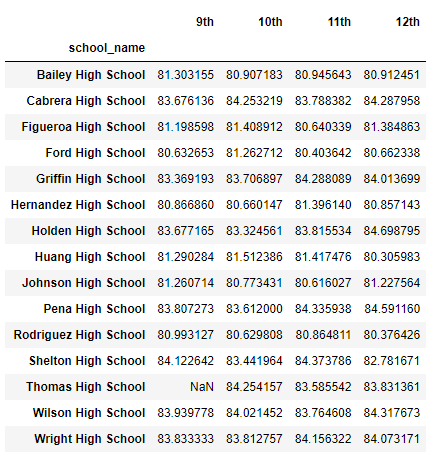 9th 10th 11th 12th
school_name
Bailey High School 81.303155 80.907183 80.945643 80.912451
Cabrera High School 83.676136 84.253219 83.788382 84.287958
Figueroa High School 81.198598 81.408912 80.640339 81.384863
Ford High School 80.632653 81.262712 80.403642 80.662338
Griffin High School 83.369193 83.706897 84.288089 84.013699
Hernandez High School 80.866860 80.660147 81.396140 80.857143
Holden High School 83.677165 83.324561 83.815534 84.698795
Huang High School 81.290284 81.512386 81.417476 80.305983
Johnson High School 81.260714 80.773431 80.616027 81.227564
Pena High School 83.807273 83.612000 84.335938 84.591160
Rodriguez High School 80.993127 80.629808 80.864811 80.376426
Shelton High School 84.122642 83.441964 84.373786 82.781671
Thomas High School NaN 84.254157 83.585542 83.831361
Wilson High School 83.939778 84.021452 83.764608 84.317673
Wright High School 83.833333 83.812757 84.156322 84.073171